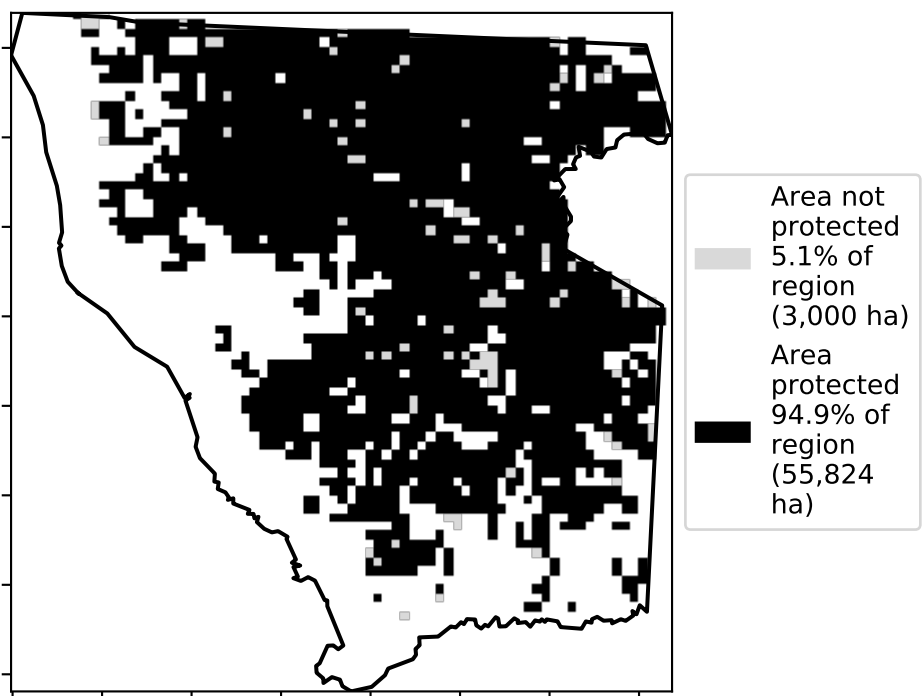 Area not
protected
5.1% of
region
(3,000 ha)
Area
protected
94.9% of
region
(55,824
ha)